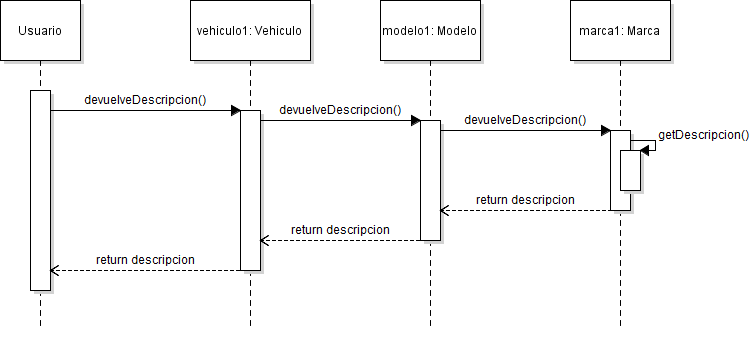 Usuario
vehiculo1: Vehiculo
modelo1: Modelo
marca1: Marca
devuelveDescripcion()
devuelveDescripcion()
devuelveDescripcion()
getDescripcion()
return descripcion
return descripcion
return descripcion